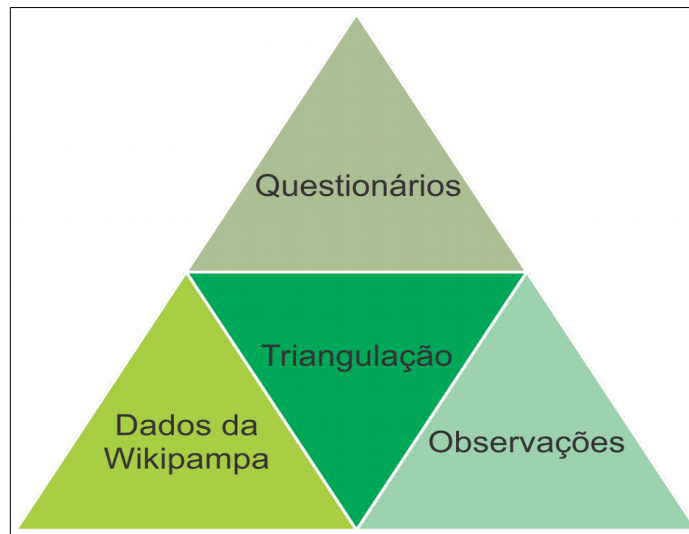 Questionários
Triangulação
Dados da
Wikipampa
Observações